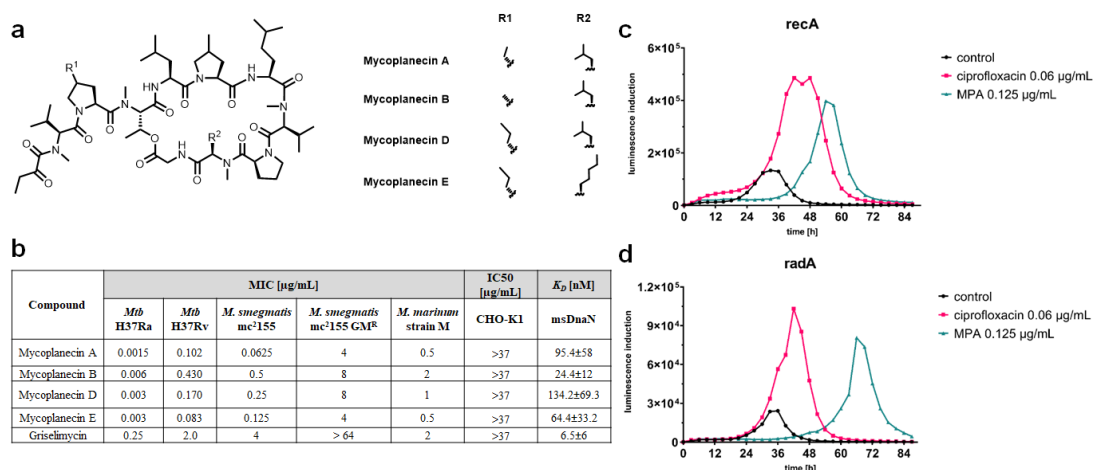 a
R1 R2
Mycoplanecin A
Mycoplanecin B
Mycoplanecin D
Mycoplanecin E
R¹
N
O
N
O
N
O
HN
O
N
O
N
H
O
N
O
N
O
N
R²
O
NH
O
O
O
O
N
O
b
Compound
MIC [µg/mL]
IC50 [µg/mL]
K_D [nM]
Mtb H37Ra
Mtb H37Rv
M. smegmatis mc²155
M. smegmatis mc²155 GMᴿ
M. marinum strain M
CHO-K1
msDnaN
Mycoplanecin A 0.0015 0.102 0.0625 4 0.5 >37 95.4±58
Mycoplanecin B 0.006 0.430 0.5 8 2 >37 24.4±12
Mycoplanecin D 0.003 0.170 0.25 8 1 >37 134.2±69.3
Mycoplanecin E 0.003 0.083 0.125 4 0.5 >37 64.4±33.2
Griselimycin 0.25 2.0 4 > 64 2 >37 6.5±6
c
recA
luminescence induction
6×10⁵
4×10⁵
2×10⁵
0
0 12 24 36 48 60 72 84
time [h]
control
ciprofloxacin 0.06 µg/mL
MPA 0.125 µg/mL
d
radA
luminescence induction
1.2×10⁵
9×10⁴
6×10⁴
3×10⁴
0
0 12 24 36 48 60 72 84
time [h]
control
ciprofloxacin 0.06 µg/mL
MPA 0.125 µg/mL